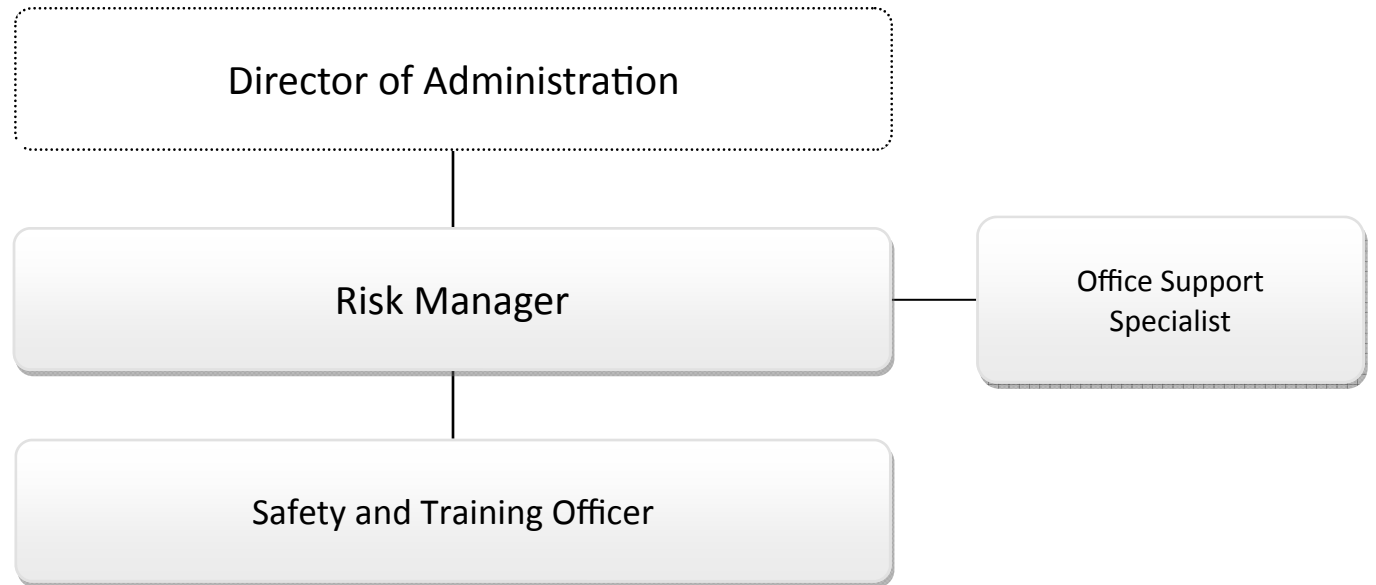 Director of Administration
Risk Manager
Office Support
Specialist
Safety and Training Officer